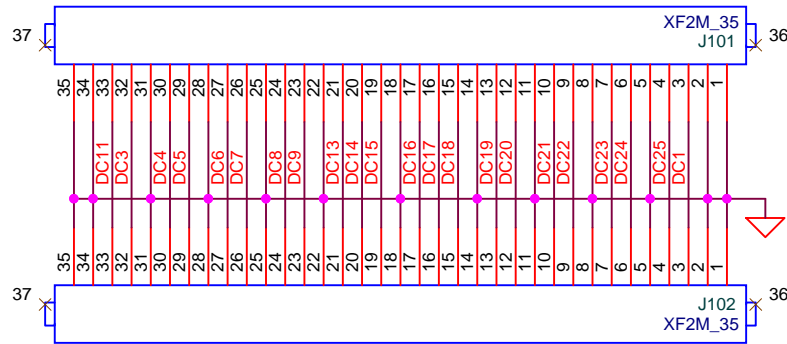 XF2M_35
37 36
J101
35 34 33 32 31 30 29 28 27 26 25 24 23 22 21 20 19 18 17 16 15 14 13 12 11 10 9 8 7 6 5 4 3 2 1
DC11 DC3 DC4 DC5 DC6 DC7 DC8 DC9 DC13 DC14 DC15 DC16 DC17 DC18 DC19 DC20 DC21 DC22 DC23 DC24 DC25 DC1
35 34 33 32 31 30 29 28 27 26 25 24 23 22 21 20 19 18 17 16 15 14 13 12 11 10 9 8 7 6 5 4 3 2 1
37 36
J102
XF2M_35